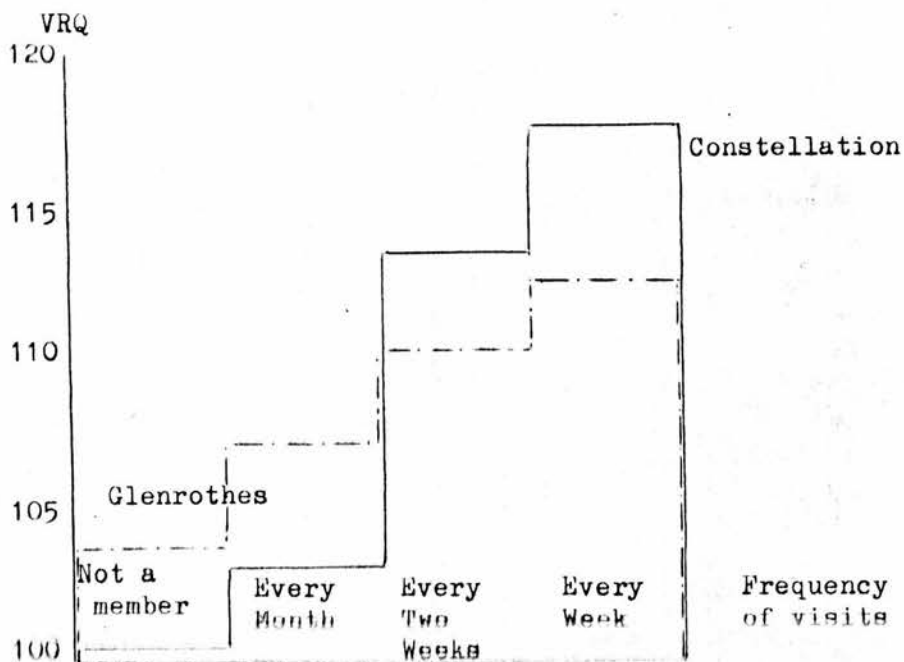 VRQ
120
Constellation
115
110
Glenrothes
105
Not a
member
Every
Month
Every
Two
Weeks
Every
Week
Frequency
of visits
100